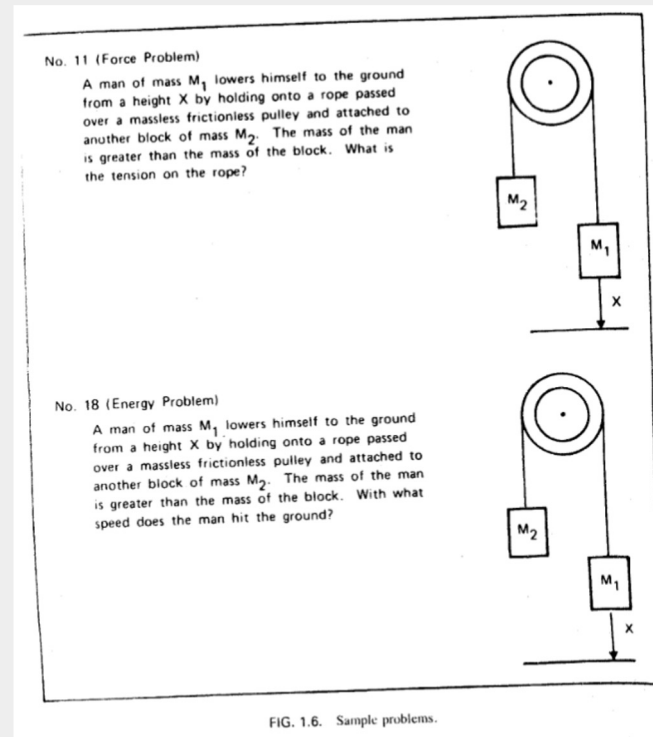 No. 11 (Force Problem)
A man of mass M₁ lowers himself to the ground
from a height X by holding onto a rope passed
over a massless frictionless pulley and attached to
anuther block of mass M₂. The mass of the man
is greater than the mass of the block. What is
the tension on the rope?
M₂
M₁
X
No. 18 (Energy Problem)
A man of mass M₁ lowers himself to the ground
from a height X by holding onto a rope passed
over a massless frictionless pulley and attached to
another block of mass M₂. The mass of the man
is greater than the mass of the block. With what
speed does the man hit the ground?
M₂
M₁
X
FIG. 1.6. Sample problems.